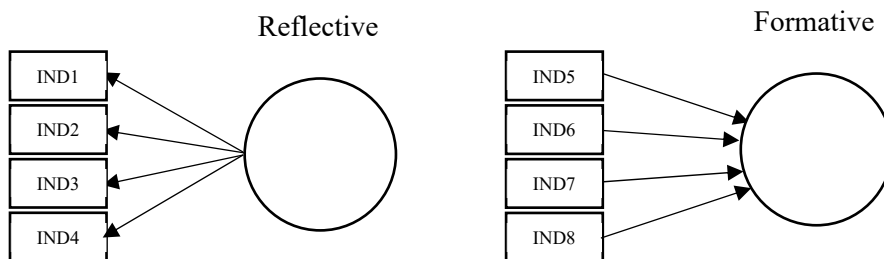 Reflective
IND1
IND2
IND3
IND4
Formative
IND5
IND6
IND7
IND8